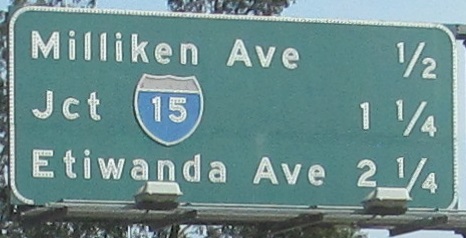 Milliken Ave 1/2
Jct 15 1 1/4
Etiwanda Ave 2 1/4